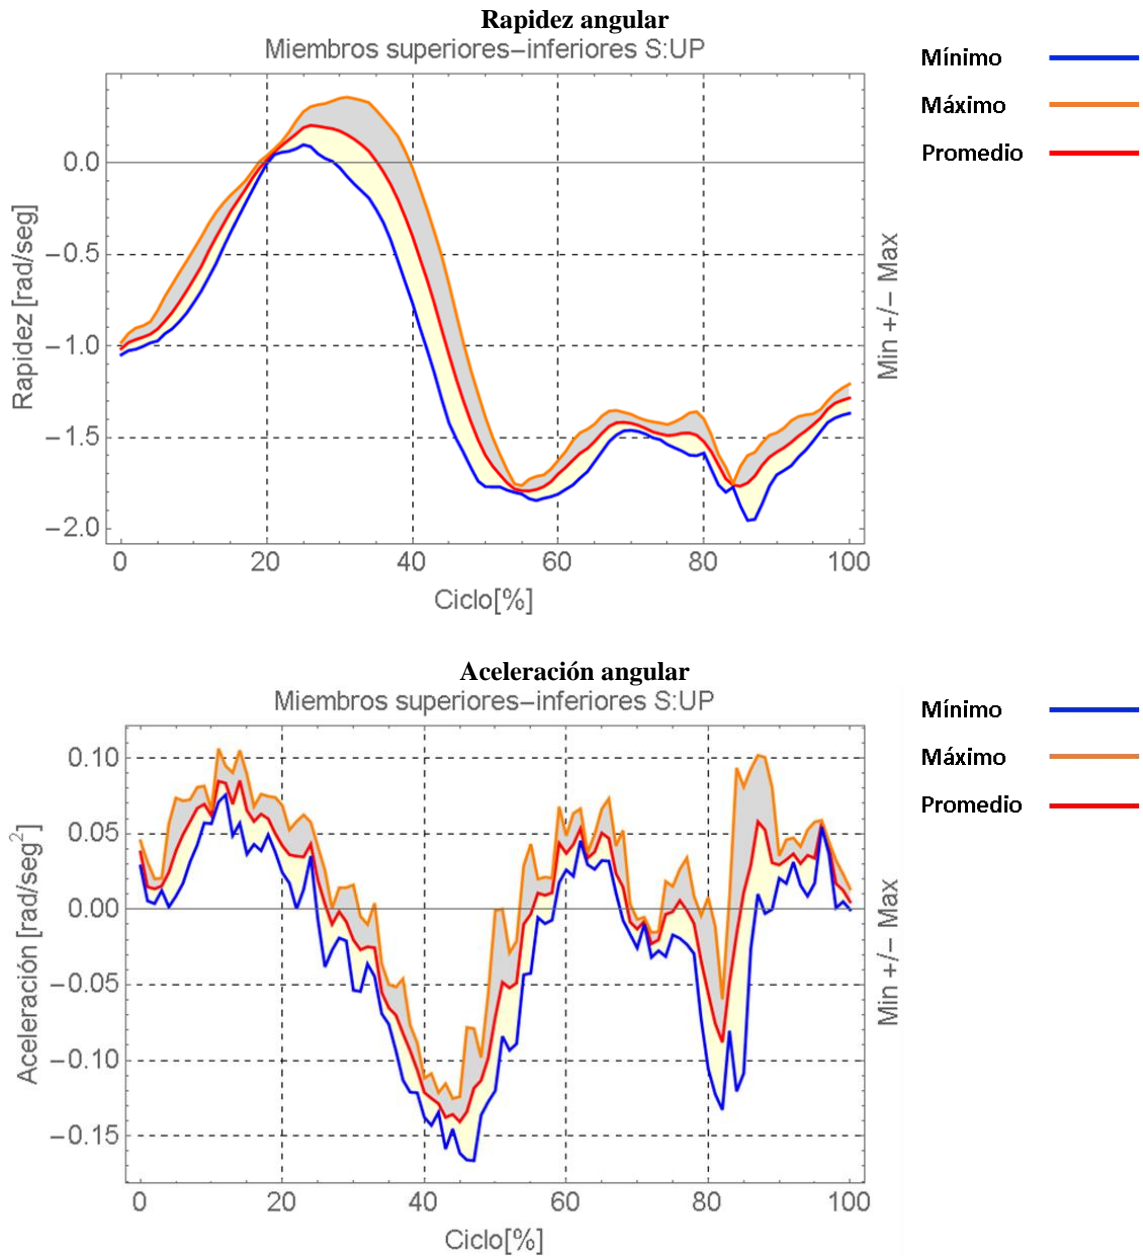 Rapidez angular
Miembros superiores−inferiores S:UP
Mínimo
Máximo
Promedio
0.0
−0.5
−1.0
−1.5
−2.0
Rapidez [rad/seg]
Min +/− Max
0 20 40 60 80 100
Ciclo[%]
Aceleración angular
Miembros superiores−inferiores S:UP
Mínimo
Máximo
Promedio
0.10
0.05
0.00
−0.05
−0.10
−0.15
Aceleración [rad/seg²]
Min +/− Max
0 20 40 60 80 100
Ciclo[%]